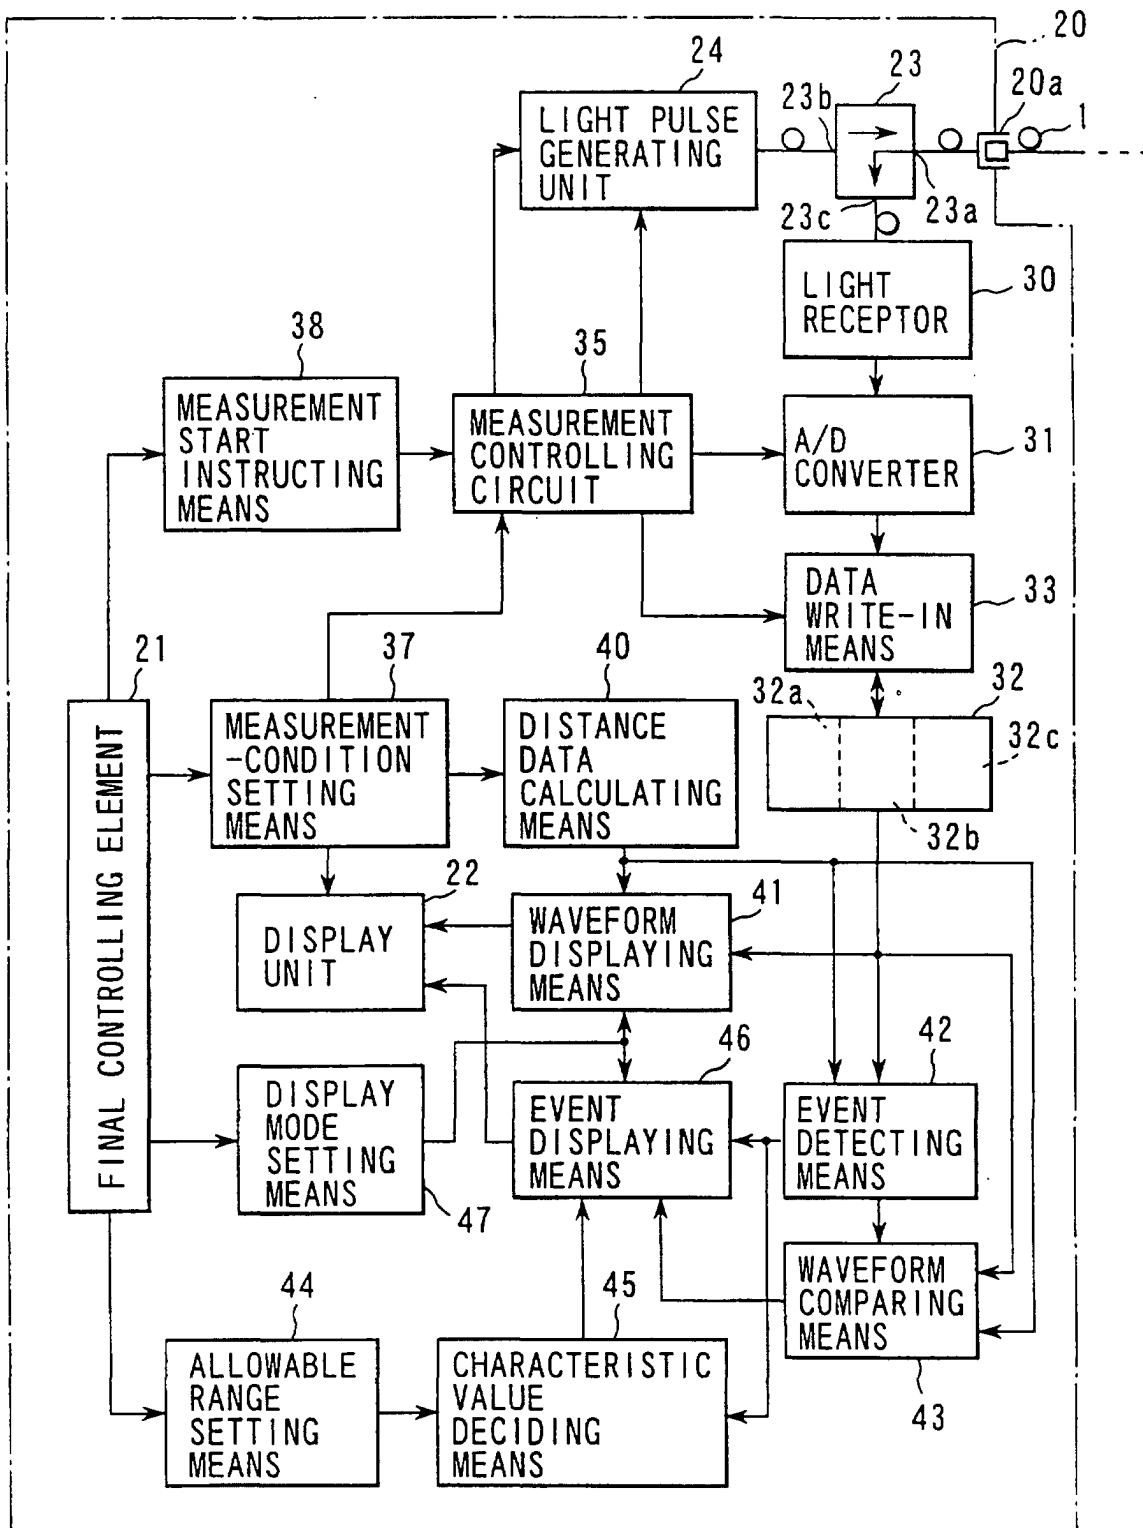 20
24
23
20a
LIGHT PULSE
GENERATING
UNIT
23b
1
23c
23a
30
LIGHT
RECEPTOR
38
35
MEASUREMENT
START
INSTRUCTING
MEANS
MEASUREMENT
CONTROLLING
CIRCUIT
A/D
CONVERTER
31
DATA
WRITE-IN
MEANS
33
21
37
40
32a
32
FINAL CONTROLLING ELEMENT
MEASUREMENT
-CONDITION
SETTING
MEANS
DISTANCE
DATA
CALCULATING
MEANS
32c
32b
22
41
DISPLAY
UNIT
WAVEFORM
DISPLAYING
MEANS
46
42
DISPLAY
MODE
SETTING
MEANS
47
EVENT
DISPLAYING
MEANS
EVENT
DETECTING
MEANS
44
45
WAVEFORM
COMPARING
MEANS
43
ALLOWABLE
RANGE
SETTING
MEANS
CHARACTERISTIC
VALUE
DECIDING
MEANS